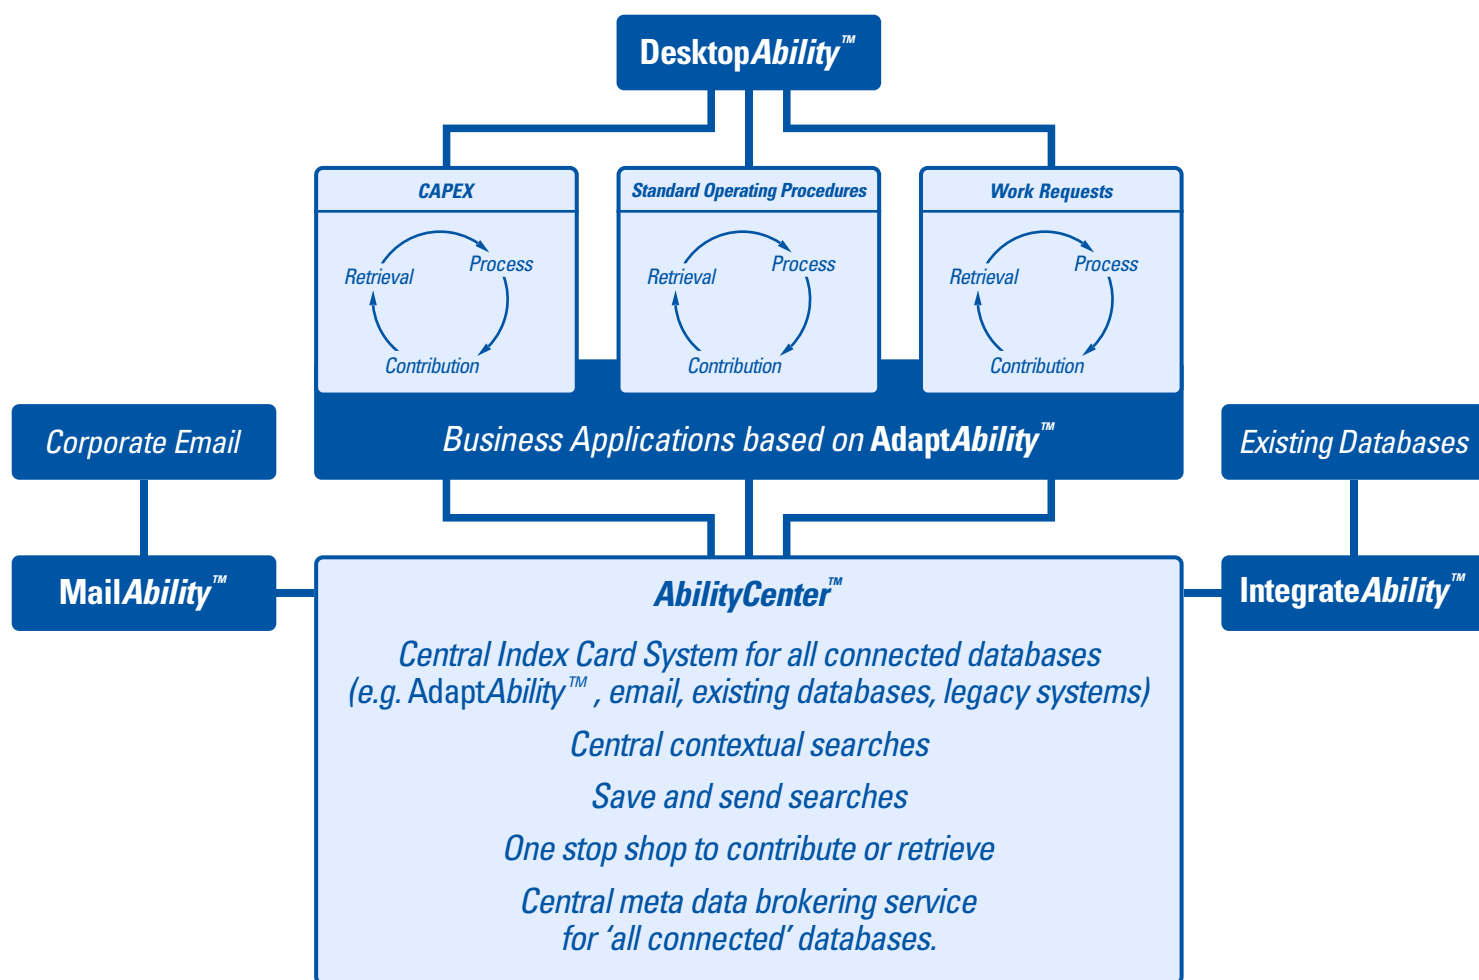 DesktopAbility™
CAPEX
Retrieval
Process
Contribution
Standard Operating Procedures
Retrieval
Process
Contribution
Work Requests
Retrieval
Process
Contribution
Business Applications based on AdaptAbility™
Corporate Email
Existing Databases
MailAbility™
IntegrateAbility™
AbilityCenter™
Central Index Card System for all connected databases
(e.g. AdaptAbility™ , email, existing databases, legacy systems)
Central contextual searches
Save and send searches
One stop shop to contribute or retrieve
Central meta data brokering service
for ‘all connected’ databases.